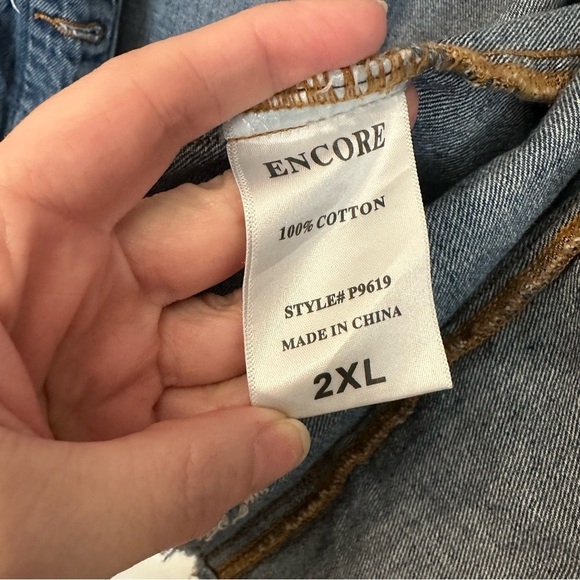 ENCORE
100% COTTON
STYLE# P9619
MADE IN CHINA
2XL